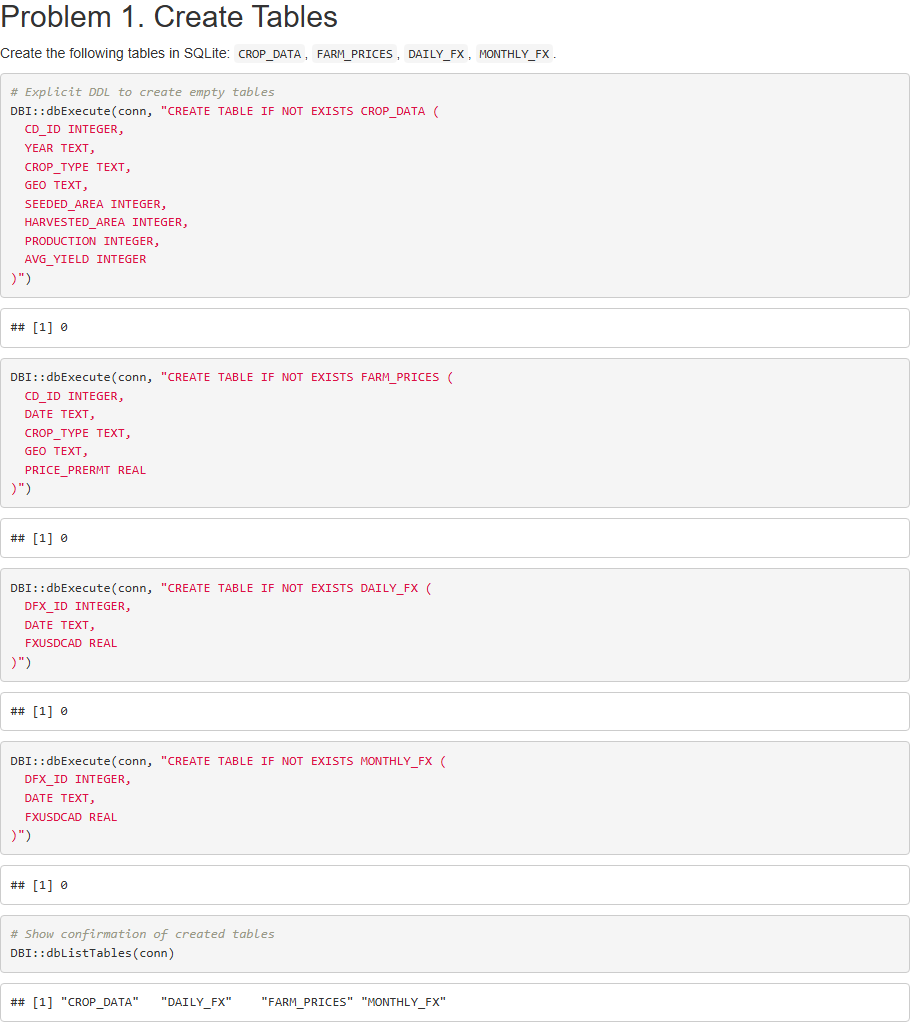 Problem 1. Create Tables
Create the following tables in SQLite: CROP_DATA , FARM_PRICES , DAILY_FX , MONTHLY_FX .
# Explicit DDL to create empty tables
DBI::dbExecute(conn, "CREATE TABLE IF NOT EXISTS CROP_DATA (
  CD_ID INTEGER,
  YEAR TEXT,
  CROP_TYPE TEXT,
  GEO TEXT,
  SEEDED_AREA INTEGER,
  HARVESTED_AREA INTEGER,
  PRODUCTION INTEGER,
  AVG_YIELD INTEGER
)")
## [1] 0
DBI::dbExecute(conn, "CREATE TABLE IF NOT EXISTS FARM_PRICES (
  CD_ID INTEGER,
  DATE TEXT,
  CROP_TYPE TEXT,
  GEO TEXT,
  PRICE_PRERMT REAL
)")
## [1] 0
DBI::dbExecute(conn, "CREATE TABLE IF NOT EXISTS DAILY_FX (
  DFX_ID INTEGER,
  DATE TEXT,
  FXUSDCAD REAL
)")
## [1] 0
DBI::dbExecute(conn, "CREATE TABLE IF NOT EXISTS MONTHLY_FX (
  DFX_ID INTEGER,
  DATE TEXT,
  FXUSDCAD REAL
)")
## [1] 0
# Show confirmation of created tables
DBI::dbListTables(conn)
## [1] "CROP_DATA"   "DAILY_FX"    "FARM_PRICES" "MONTHLY_FX"